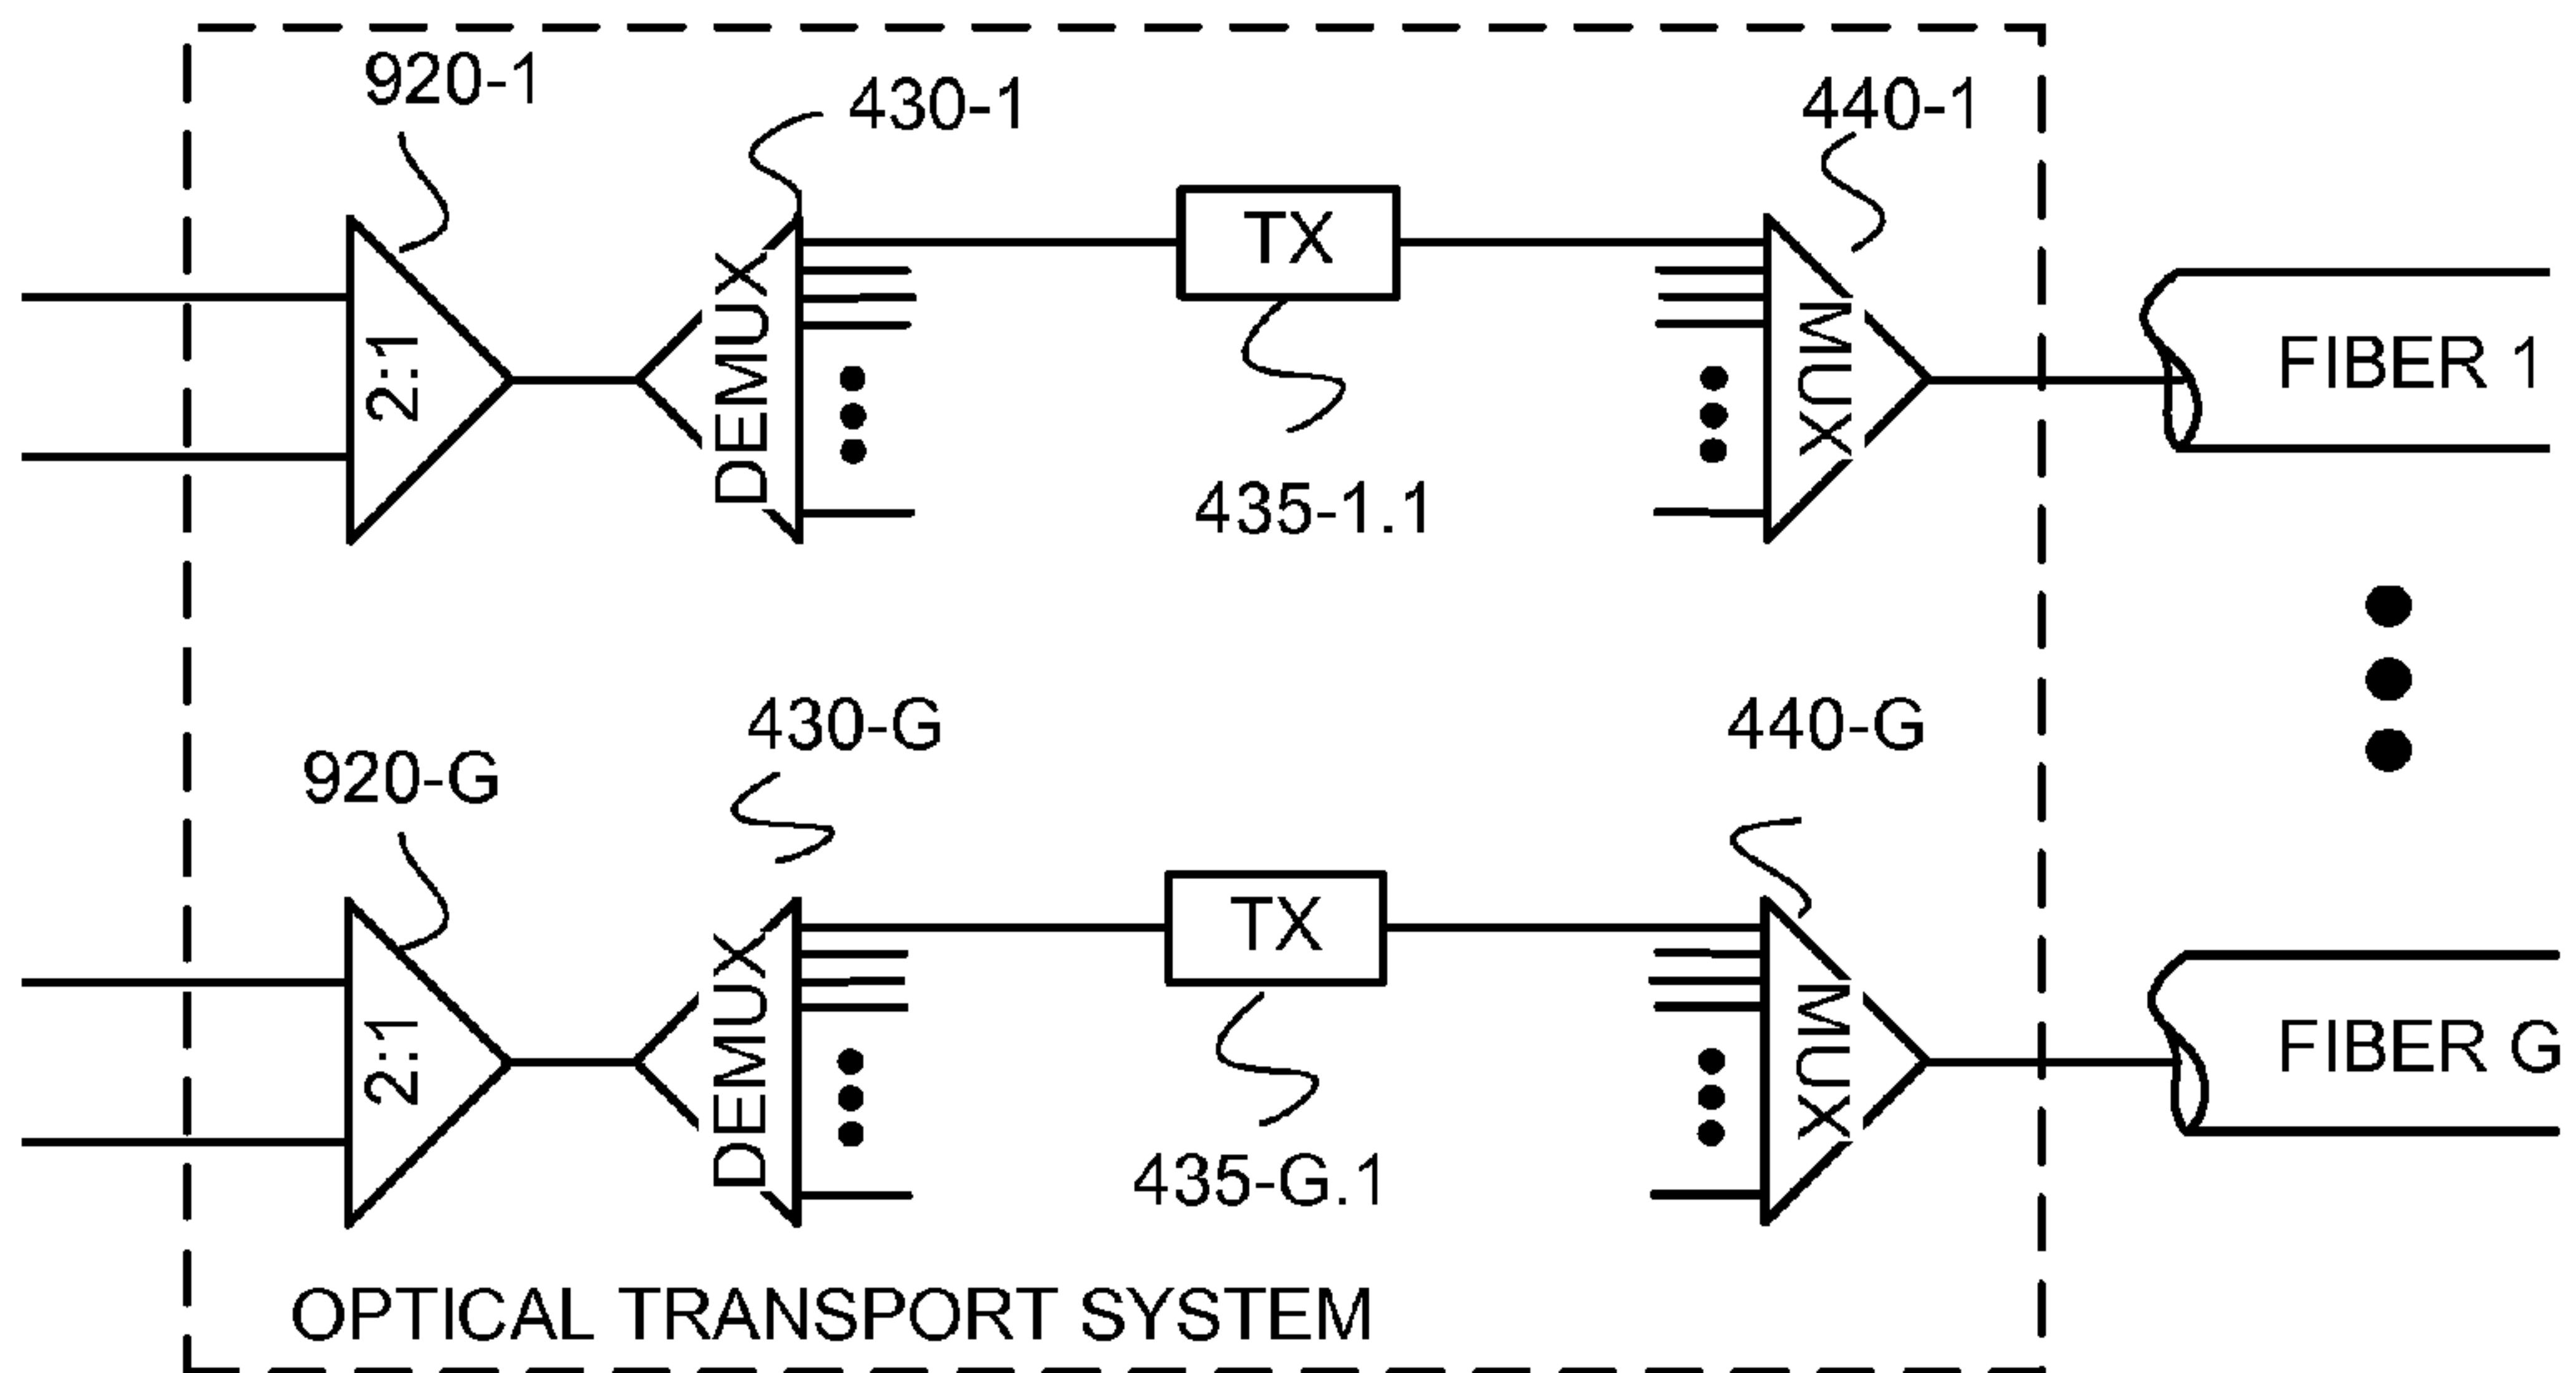 920-1
430-1
440-1
TX
2:1
DEMUX
MUX
FIBER 1
435-1.1
430-G
440-G
920-G
TX
2:1
DEMUX
MUX
FIBER G
435-G.1
OPTICAL TRANSPORT SYSTEM